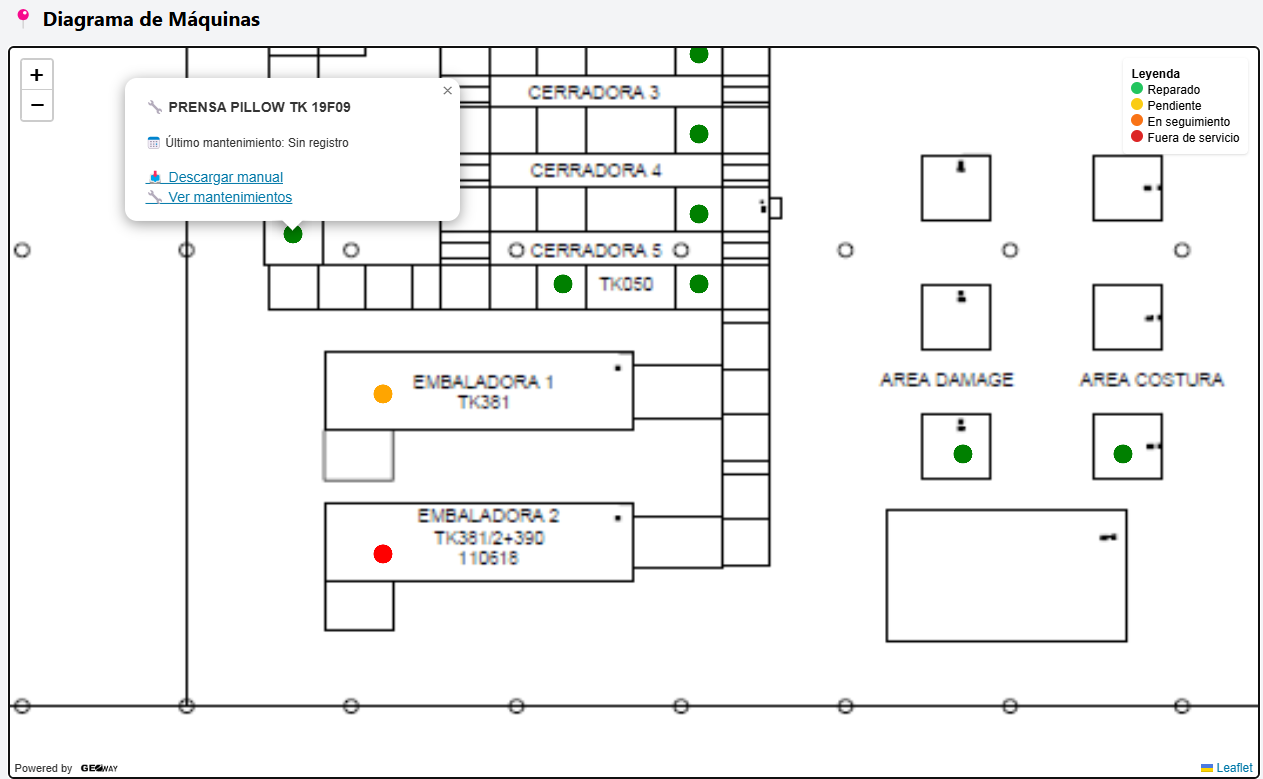 Diagrama de Máquinas
+
−
PRENSA PILLOW TK 19F09
×
Último mantenimiento: Sin registro
Descargar manual
Ver mantenimientos
Leyenda
Reparado
Pendiente
En seguimiento
Fuera de servicio
CERRADORA 3
CERRADORA 4
CERRADORA 5
TK050
EMBALADORA 1
TK381
AREA DAMAGE
AREA COSTURA
EMBALADORA 2
TK381/2+390
110618
Powered by GEOWAY
Leaflet